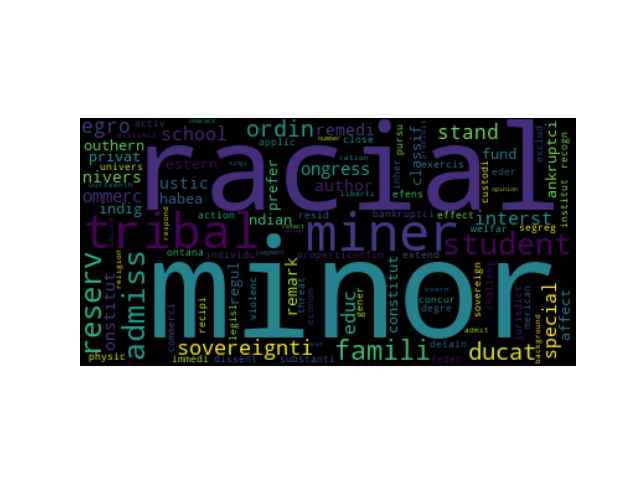 egro activ charact
distinct school
ordin remedi number close
applic
stand
outhern
privat
univers
nivers
ourteenth
racial
estern
ustic
habea
prefer
ongress
author
ration
liberti
inher
pursu
classif
efens
exercis
custodi
fund
eder
opinion
exclud
ankruptci
institut
recogn
ommerc
indig
action
ndian
resid
bankruptci
effect
interst
welfar
segreg
respond
tribal
miner
student
reserv
onstitut
religion
admiss
ontana
individu
judgment
properticonfin
extend
minor
commerci
recipi
legisl
regul
violenc
remark
threat
econom
educ
gener
constitut
overn
concur
degre
admit
sovereign
challeng
jurisdict
merican
background
special
affect
physic
sovereignti
immedi
dissent
substanti
famili
feder
detain
ducat